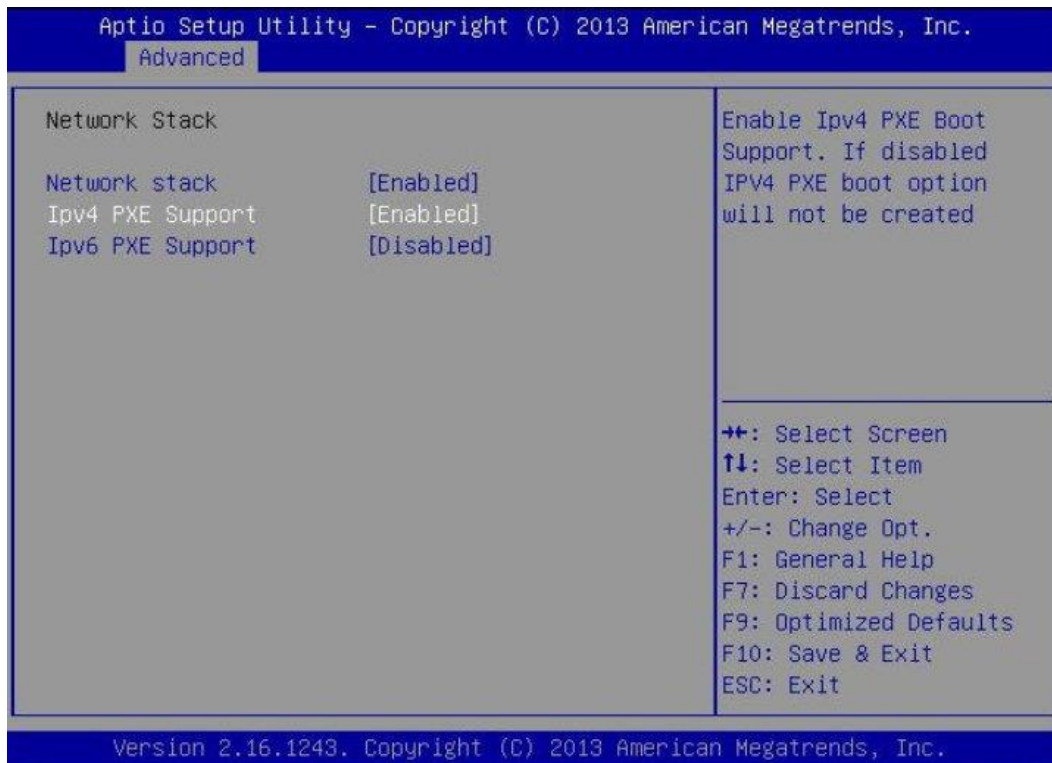 Aptio Setup Utility – Copyright (C) 2013 American Megatrends, Inc.
Advanced
Network Stack
Network stack [Enabled]
Ipv4 PXE Support [Enabled]
Ipv6 PXE Support [Disabled]
Enable Ipv4 PXE Boot
Support. If disabled
IPV4 PXE boot option
will not be created
→←: Select Screen
↑↓: Select Item
Enter: Select
+/-: Change Opt.
F1: General Help
F7: Discard Changes
F9: Optimized Defaults
F10: Save & Exit
ESC: Exit
Version 2.16.1243. Copyright (C) 2013 American Megatrends, Inc.